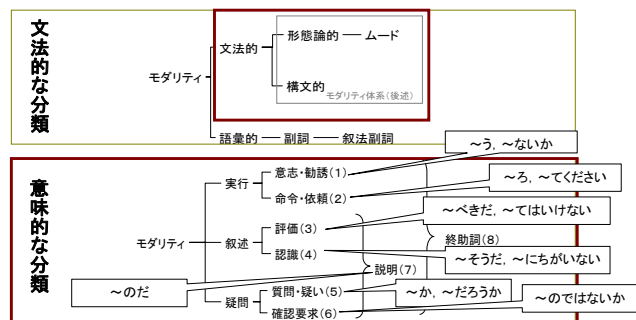 文法的な分類
モダリティ
文法的
形態論的
ムード
構文的
モダリティ体系(後述)
語彙的
副詞
叙法副詞
意味的な分類
モダリティ
実行
意志・勧誘(1)
～う, ～ないか
命令・依頼(2)
～ろ, ～てください
叙述
評価(3)
～べきだ, ～てはいけない
認識(4)
～そうだ, ～にちがいない
終助詞(8)
説明(7)
～のだ
疑問
質問・疑い(5)
～か, ～だろうか
確認要求(6)
～のではないか